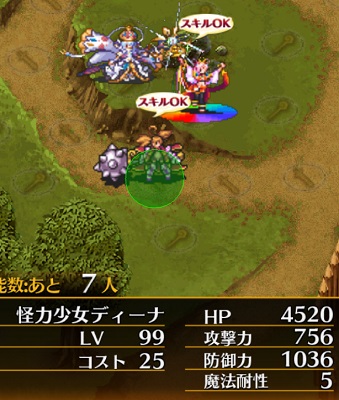 スキルOK
スキルOK
能数:あと 7人
怪力少女ディーナ
LV 99
コスト 25
HP 4520
攻撃力 756
防御力 1036
魔法耐性 5